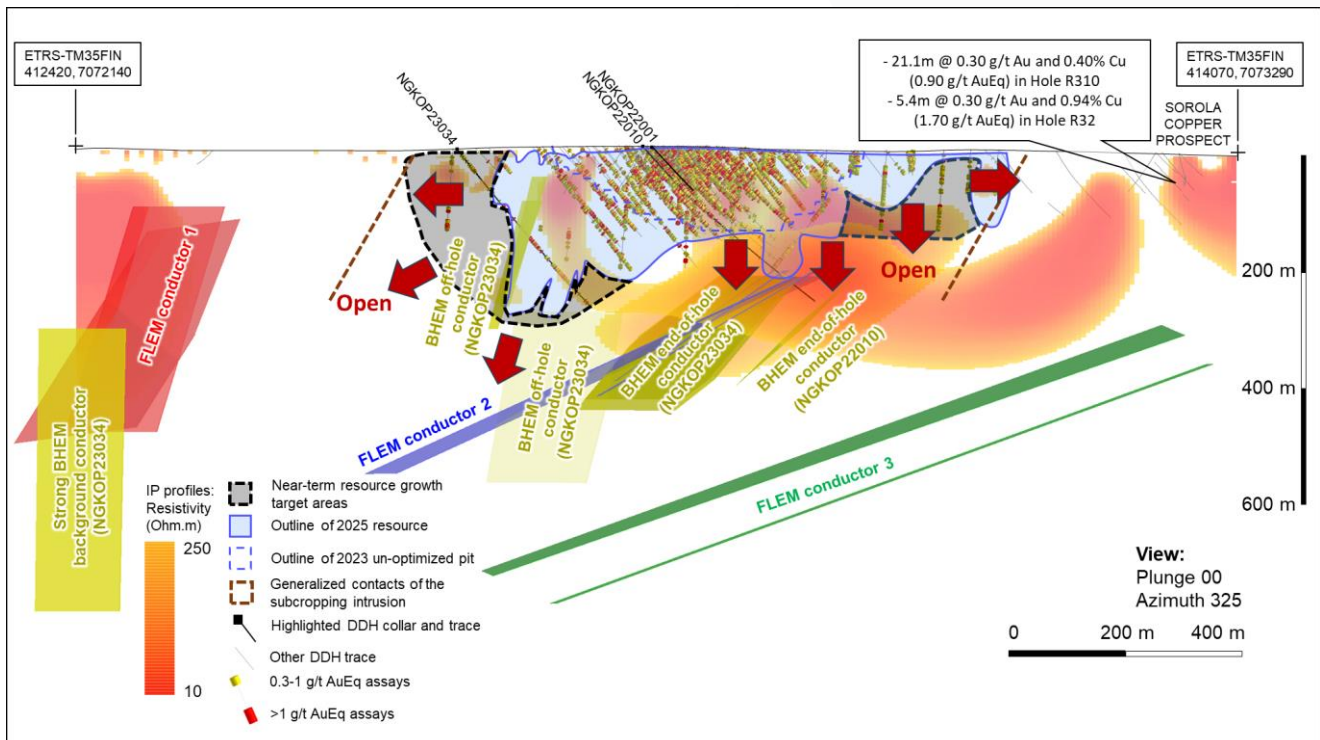 ETRS-TM35FIN
412420, 7072140
NGKOP23034
NGKOP22001
NGKOP22010
- 21.1m @ 0.30 g/t Au and 0.40% Cu
(0.90 g/t AuEq) in Hole R310
- 5.4m @ 0.30 g/t Au and 0.94% Cu
(1.70 g/t AuEq) in Hole R32
ETRS-TM35FIN
414070, 7073290
SOROLA
COPPER
PROSPECT
200 m
400 m
600 m
FLEM conductor 1
Strong BHEM
background conductor
(NGKOP23034)
Open
BHEM off-hole
conductor
(NGKOP23034)
BHEM off-hole
conductor
(NGKOP23034)
FLEM conductor 2
BHEM end-of-hole
conductor
(NGKOP23034)
BHEM end-of-hole
conductor
(NGKOP22010)
Open
FLEM conductor 3
IP profiles:
Resistivity
(Ohm.m)
250
10
Near-term resource growth
target areas
Outline of 2025 resource
Outline of 2023 un-optimized pit
Generalized contacts of the
subcropping intrusion
Highlighted DDH collar and trace
Other DDH trace
0.3-1 g/t AuEq assays
>1 g/t AuEq assays
View:
Plunge 00
Azimuth 325
0 200 m 400 m